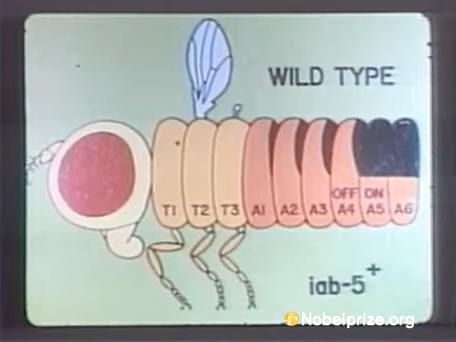 WILD TYPE
OFF ON
T1 T2 T3 A1 A2 A3 A4 A5 A6
iab-5+
Nobelprize.org